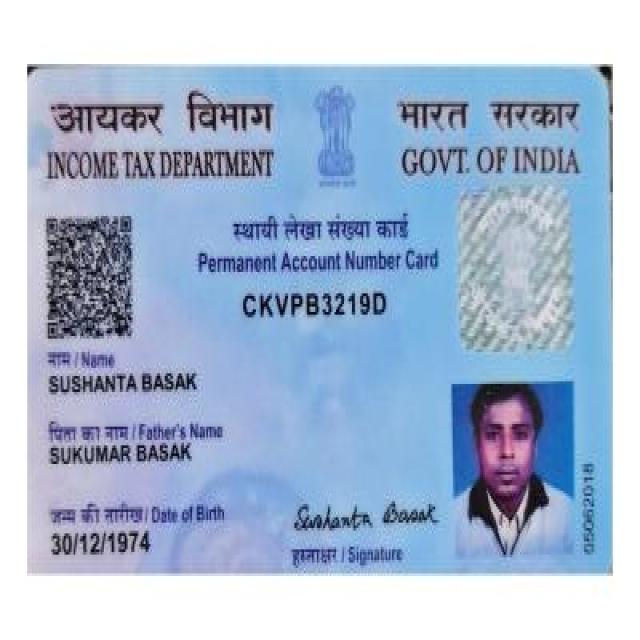 आयकर विभाग
INCOME TAX DEPARTMENT
भारत सरकार
GOVT. OF INDIA
स्थायी लेखा संख्या कार्ड
Permanent Account Number Card
CKVPB3219D
नाम / Name
SUSHANTA BASAK
पिता का नाम / Father's Name
SUKUMAR BASAK
जन्म की तारीख / Date of Birth
30/12/1974
Sushanta Basak
हस्ताक्षर / Signature
05062018